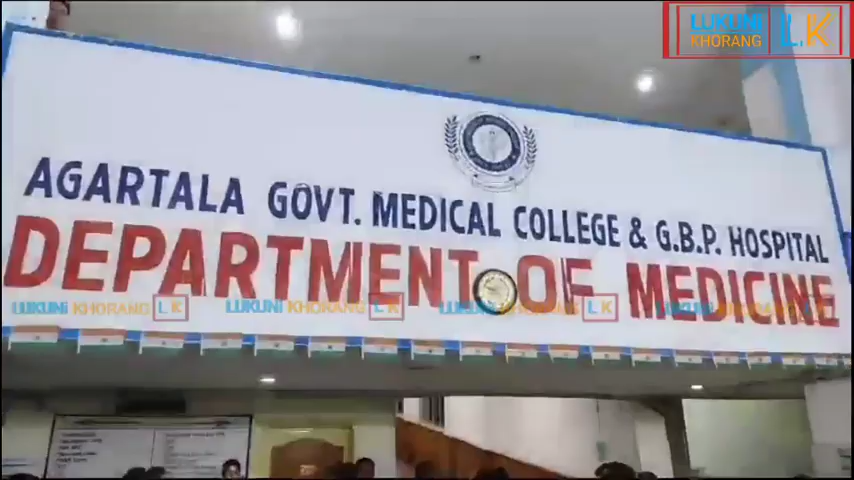 LUKUNi
KHORANG
L K
AGARTALA GOVT. MEDICAL COLLEGE & G.B.P. HOSPITAL
DEPARTMENT OF MEDICINE
LUKUNi KHORANG L K LUKUNi KHORANG L K LUKUNi KHORANG L K LUKUNi KHORANG